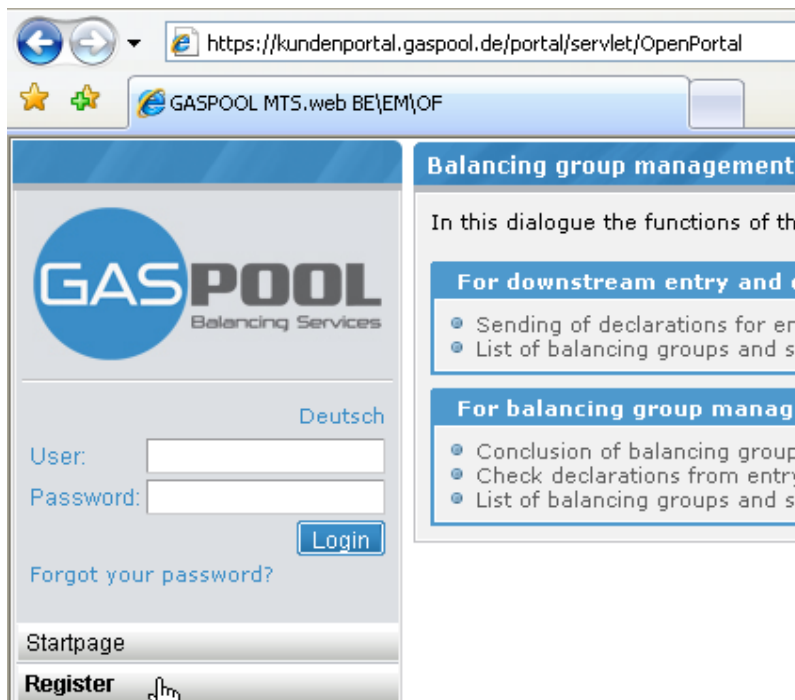 https://kundenportal.gaspool.de/portal/servlet/OpenPortal
GASPOOL MTS.web BE\EM\OF
GASPOOL
Balancing Services
Deutsch
User:
Password:
Login
Forgot your password?
Startpage
Register
Balancing group management
In this dialogue the functions of th
For downstream entry and
Sending of declarations for en
List of balancing groups and s
For balancing group manag
Conclusion of balancing group
Check declarations from entry
List of balancing groups and s